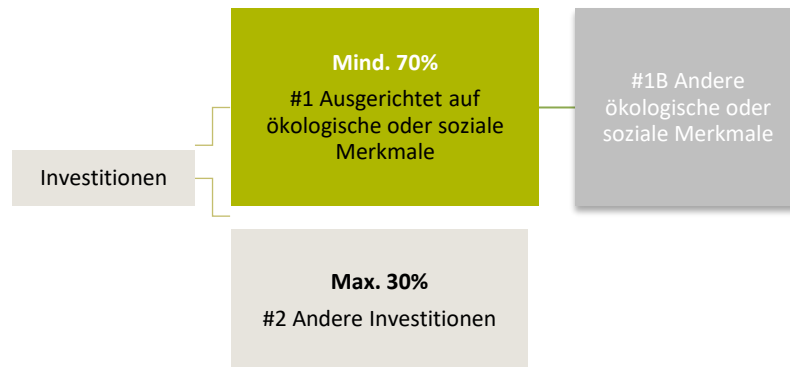 Investitionen
Mind. 70%
#1 Ausgerichtet auf
ökologische oder soziale
Merkmale
#1B Andere
ökologische oder
soziale Merkmale
Max. 30%
#2 Andere Investitionen